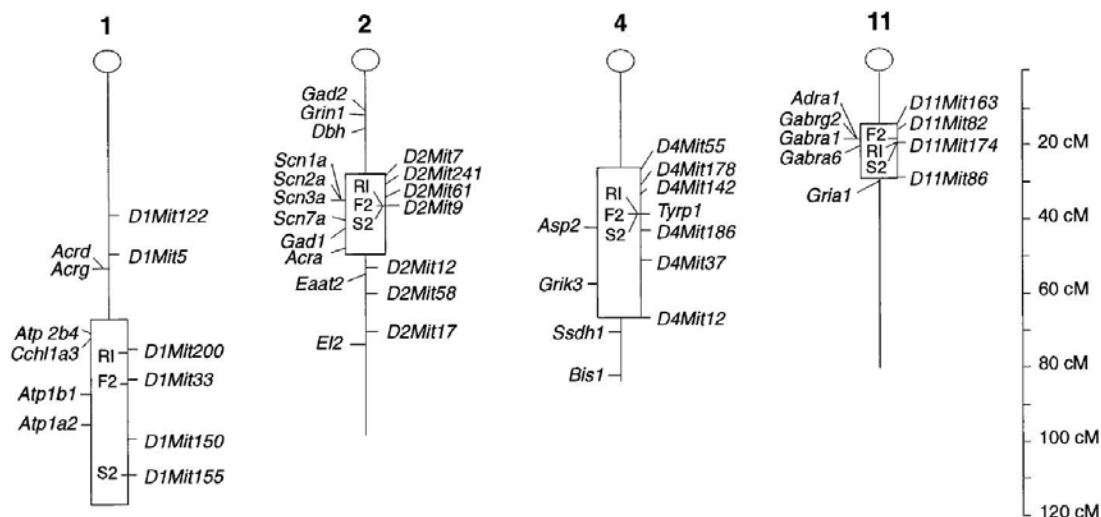 1
Acrd
Acrg
Atp 2b4
Cchl1a3
Atp1b1
Atp1a2
RI
F2
S2
D1Mit122
D1Mit5
D1Mit200
D1Mit33
D1Mit150
D1Mit155
2
Gad2
Grin1
Dbh
Scn1a
Scn2a
Scn3a
Scn7a
Gad1
Acra
Eaat2
El2
RI
F2
S2
D2Mit7
D2Mit241
D2Mit61
D2Mit9
D2Mit12
D2Mit58
D2Mit17
4
Asp2
Grik3
Ssdh1
Bis1
RI
F2
S2
D4Mit55
D4Mit178
D4Mit142
Tyrp1
D4Mit186
D4Mit37
D4Mit12
11
Adra1
Gabrg2
Gabra1
Gabra6
Gria1
F2
RI
S2
D11Mit163
D11Mit82
D11Mit174
D11Mit86
20 cM
40 cM
60 cM
80 cM
100 cM
120 cM